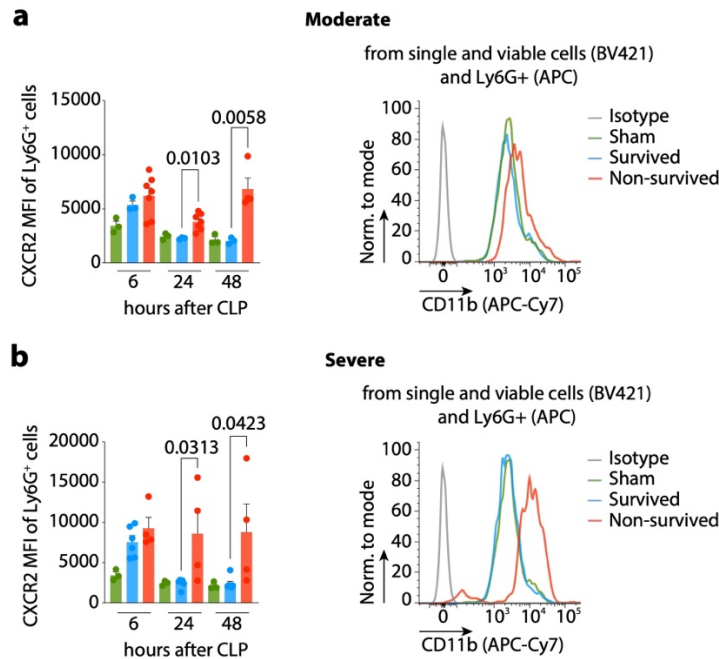 a
Moderate
from single and viable cells (BV421)
and Ly6G+ (APC)
CXCR2 MFI of Ly6G⁺ cells
15000
10000
5000
0
0.0103
0.0058
6
24
48
hours after CLP
Norm. to mode
100
80
60
40
20
0
0
10³
10⁴
10⁵
CD11b (APC-Cy7)
Isotype
Sham
Survived
Non-survived
b
Severe
from single and viable cells (BV421)
and Ly6G+ (APC)
CXCR2 MFI of Ly6G⁺ cells
20000
15000
10000
5000
0
0.0313
0.0423
6
24
48
hours after CLP
Norm. to mode
100
80
60
40
20
0
0
10³
10⁴
10⁵
CD11b (APC-Cy7)
Isotype
Sham
Survived
Non-survived